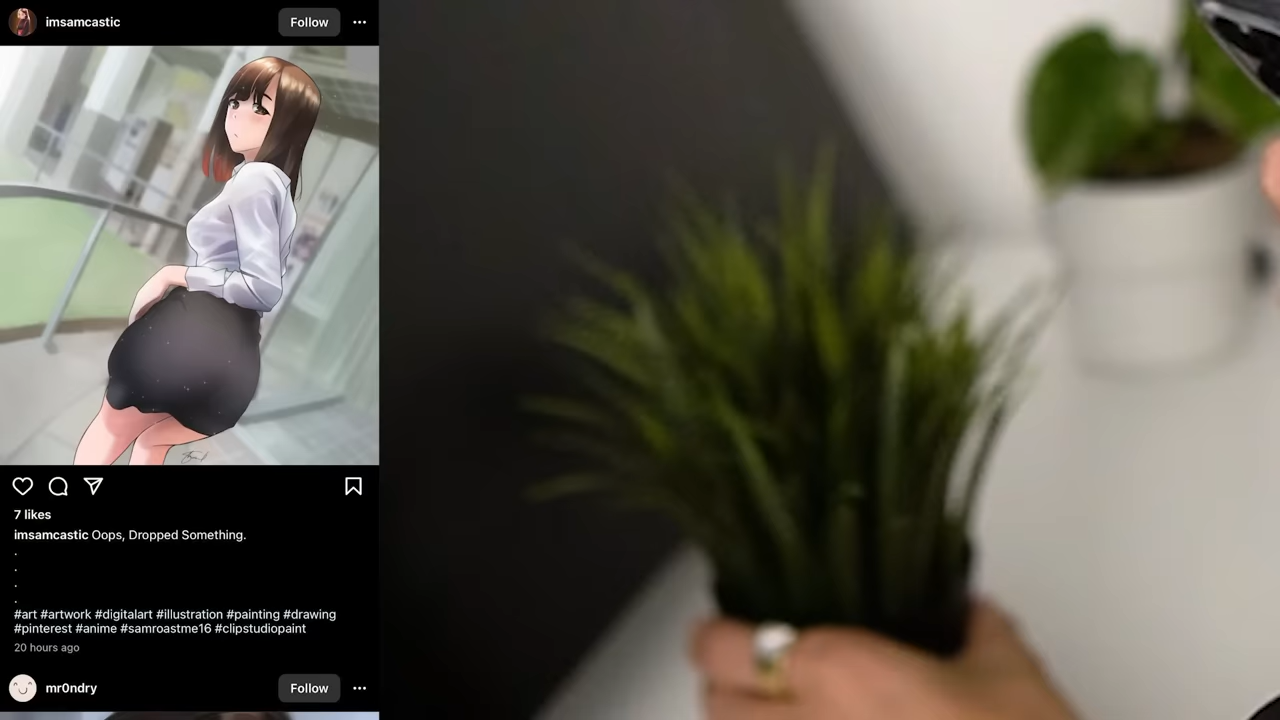 imsamcastic
Follow
7 likes
imsamcastic Oops, Dropped Something.
.
.
.
.
#art #artwork #digitalart #illustration #painting #drawing
#pinterest #anime #samroastme16 #clipstudiopaint
20 hours ago
mr0ndry
Follow